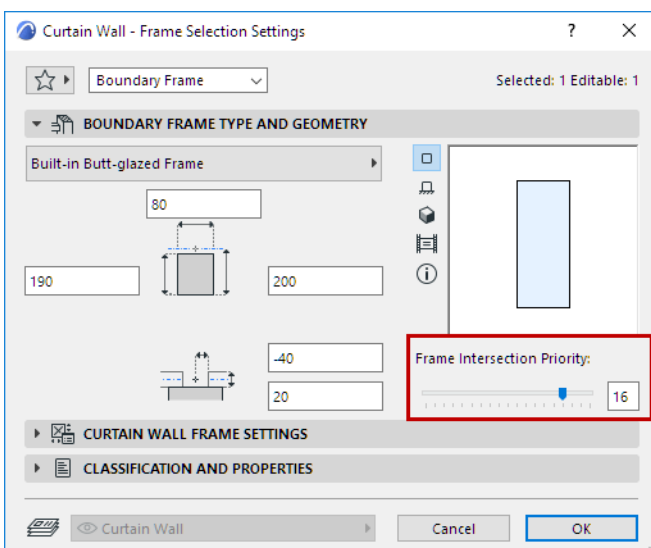 Curtain Wall - Frame Selection Settings
?
Boundary Frame
Selected: 1 Editable: 1
BOUNDARY FRAME TYPE AND GEOMETRY
Built-in Butt-glazed Frame
80
190
200
-40
20
Frame Intersection Priority:
16
CURTAIN WALL FRAME SETTINGS
CLASSIFICATION AND PROPERTIES
Curtain Wall
Cancel
OK